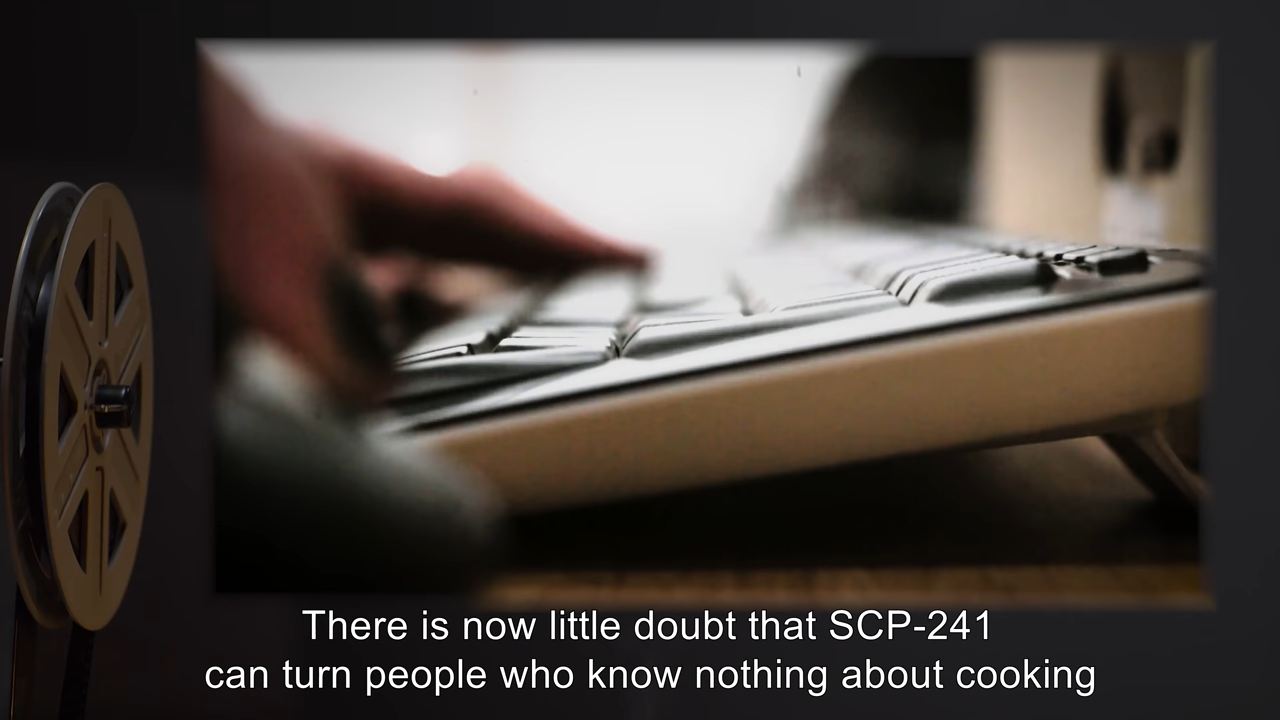 There is now little doubt that SCP-241
can turn people who know nothing about cooking